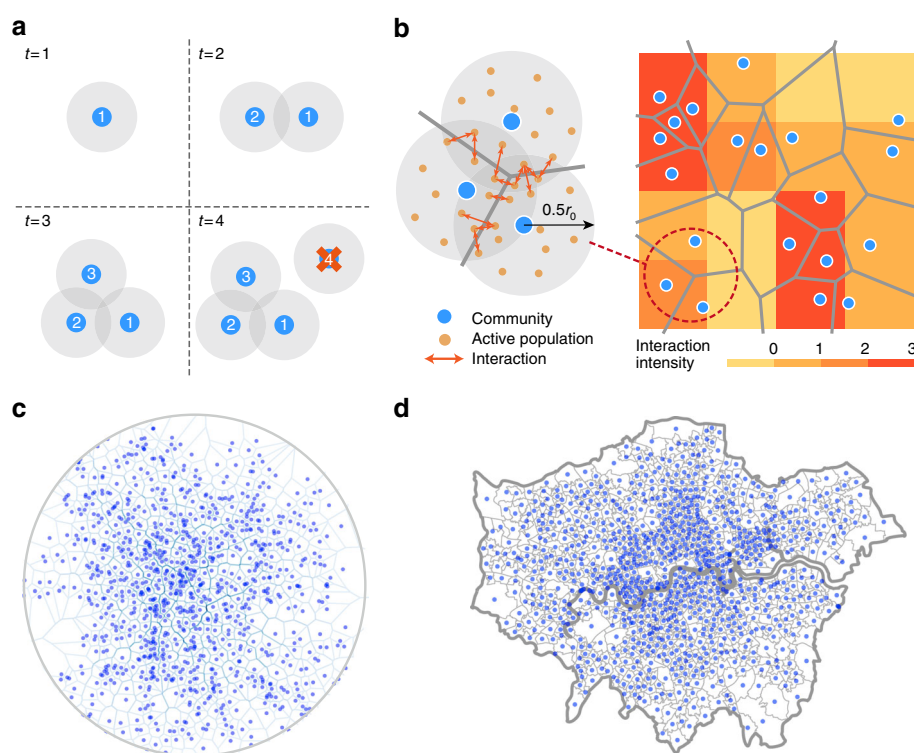 a
t=1
t=2
1
2
1
t=3
t=4
3
2
1
3
2
1
4
b
0.5r₀
Community
Active population
Interaction
Interaction
intensity
0
1
2
3
c
d